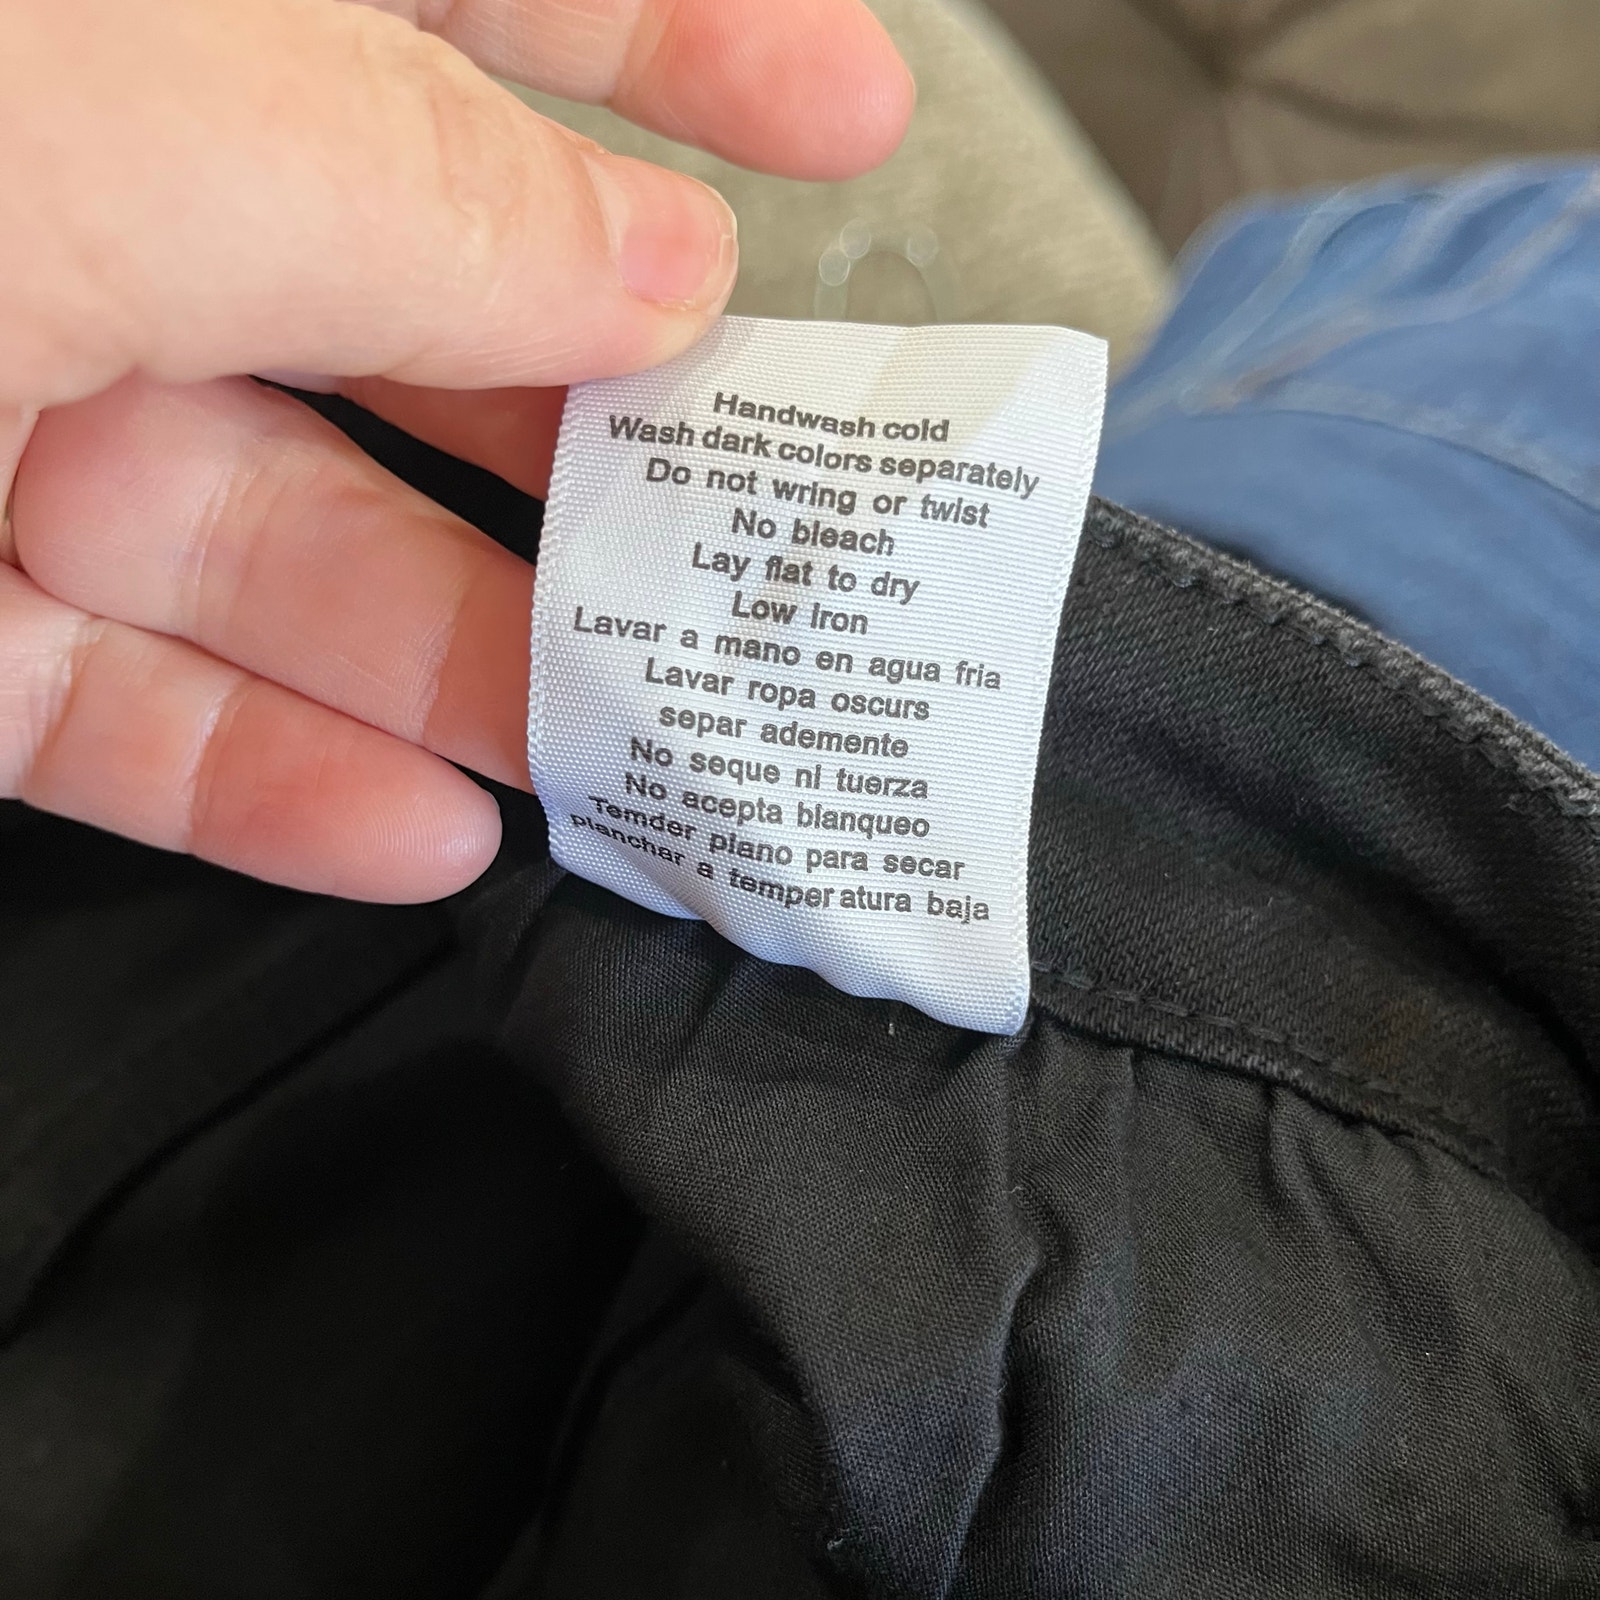 Handwash cold
Wash dark colors separately
Do not wring or twist
No bleach
Lay flat to dry
Low Iron
Lavar a mano en agua fria
Lavar ropa oscurs
separ ademente
No seque ni tuerza
No acepta blanqueo
Temder plano para secar
planchar a temper atura baja